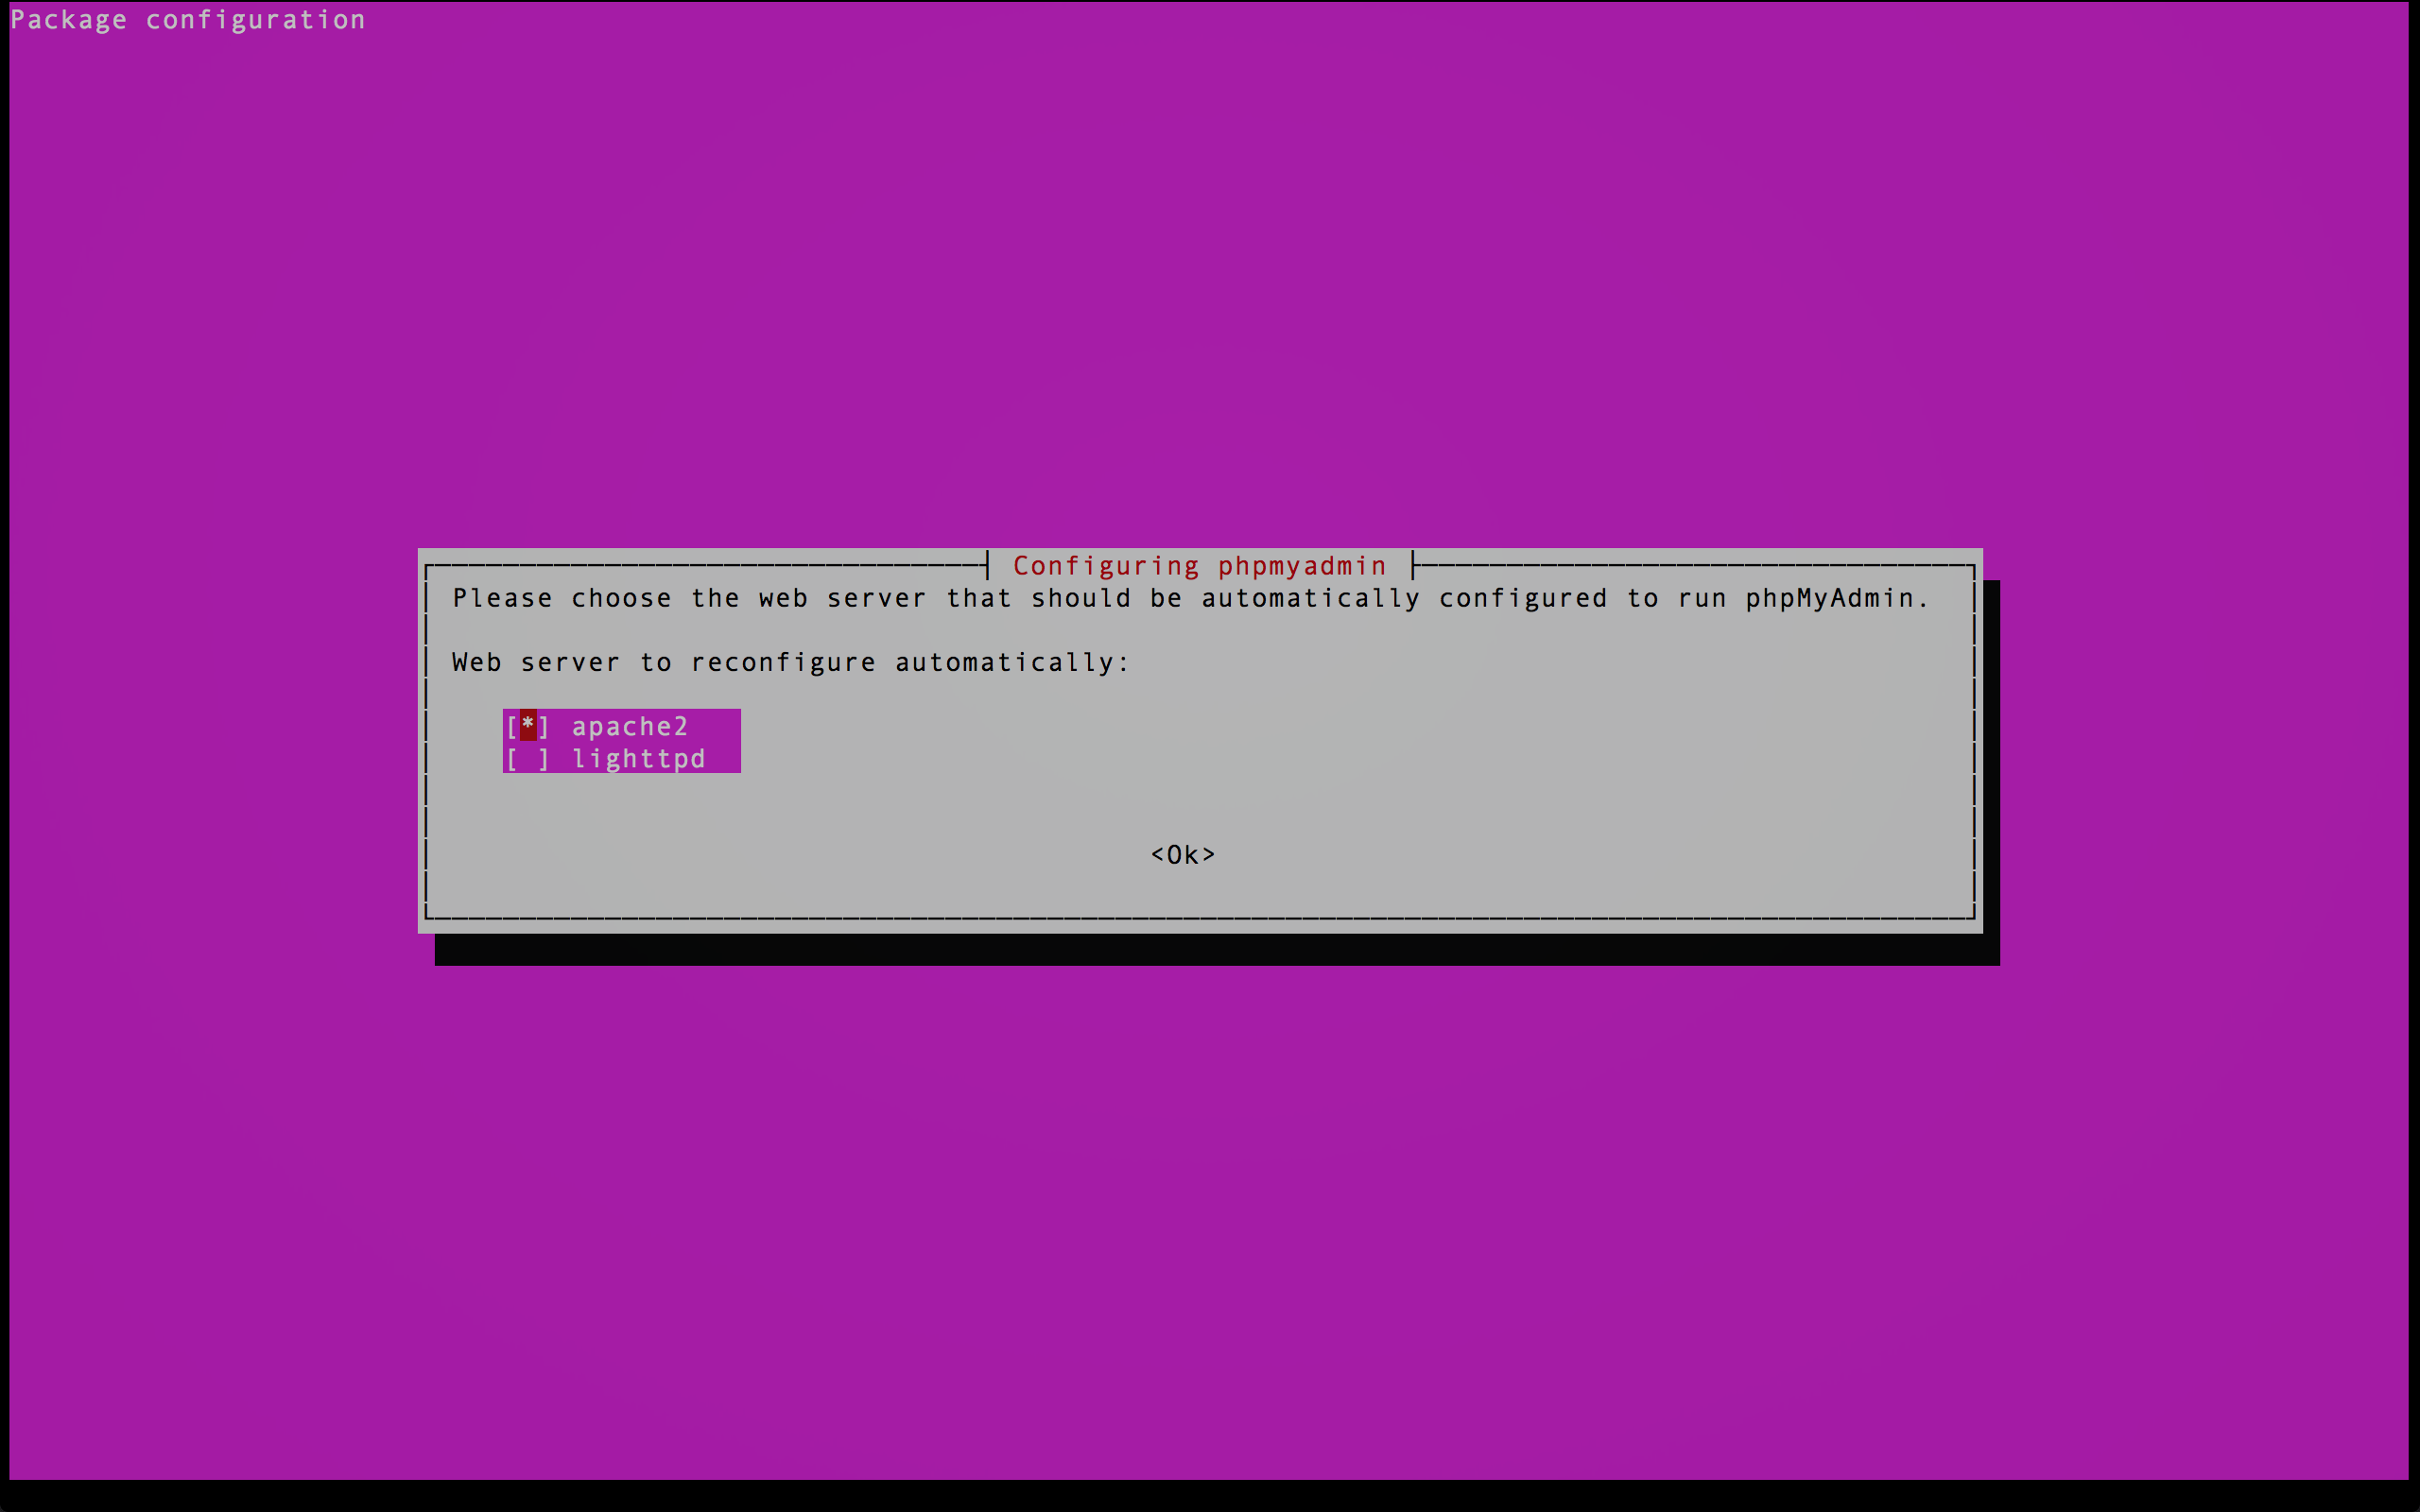 Package configuration
Configuring phpmyadmin
Please choose the web server that should be automatically configured to run phpMyAdmin.
Web server to reconfigure automatically:
[*] apache2
[ ] lighttpd
<Ok>